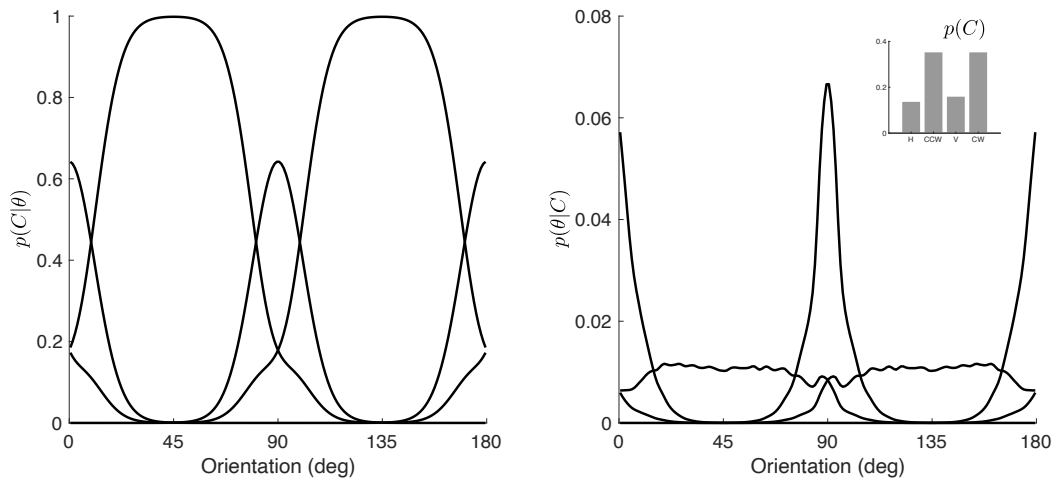 1
0.8
0.6
0.4
0.2
0
0 45 90 135 180
Orientation (deg)
p(C|θ)
0.08
0.06
0.04
0.02
0
0 45 90 135 180
Orientation (deg)
p(θ|C)
p(C)
0.4
0.2
0
H CCW V CW